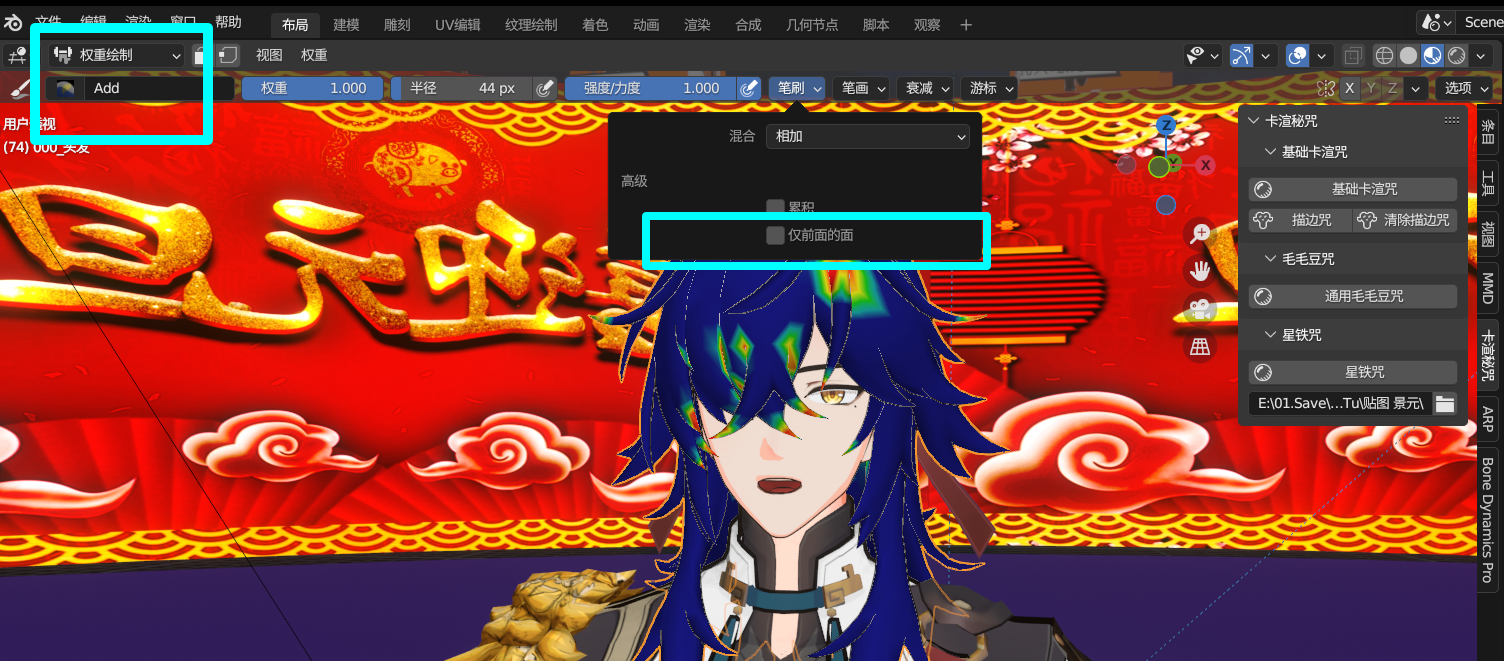 文件 编辑 渲染 窗口 帮助 布局 建模 雕刻 UV编辑 纹理绘制 着色 动画 渲染 合成 几何节点 脚本 观察 + Scene
权重绘制 视图 权重
Add 权重 1.000 半径 44 px 强度/力度 1.000 笔刷 笔画 衰减 游标 X Y Z 选项
用户透视
(74) 000_头发
混合 相加
高级
累积
仅前面的面
Z
Y
X
卡渲秘咒
基础卡渲咒
基础卡渲咒
描边咒 清除描边咒
毛毛豆咒
通用毛毛豆咒
星铁咒
星铁咒
E:\01.Save\...Tu\贴图 景元\
条目
工具
视图
MMD
卡渲秘咒
ARP
Bone Dynamics Pro